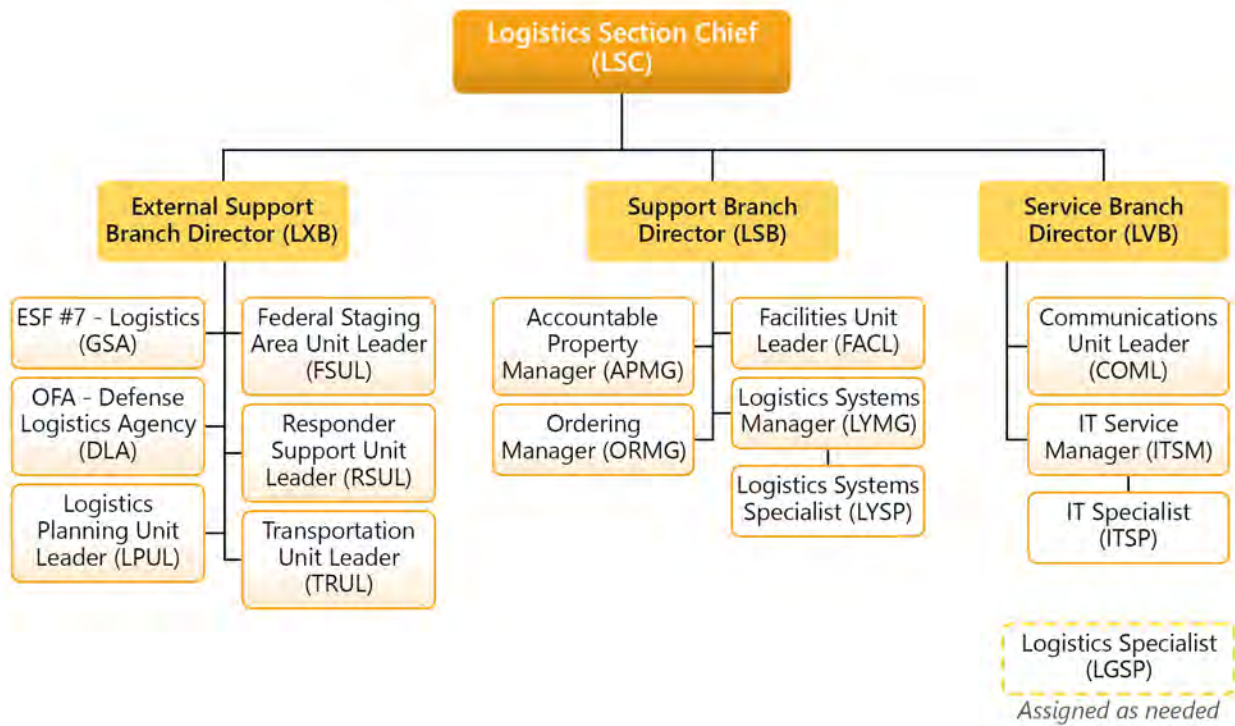 Logistics Section Chief
(LSC)
External Support
Branch Director (LXB)
Support Branch
Director (LSB)
Service Branch
Director (LVB)
ESF #7 - Logistics
(GSA)
Federal Staging
Area Unit Leader
(FSUL)
OFA - Defense
Logistics Agency
(DLA)
Responder
Support Unit
Leader (RSUL)
Logistics
Planning Unit
Leader (LPUL)
Transportation
Unit Leader
(TRUL)
Accountable
Property
Manager (APMG)
Facilities Unit
Leader (FACL)
Ordering
Manager (ORMG)
Logistics Systems
Manager (LYMG)
Logistics Systems
Specialist (LYSP)
Communications
Unit Leader
(COML)
IT Service
Manager (ITSM)
IT Specialist
(ITSP)
Logistics Specialist
(LGSP)
Assigned as needed